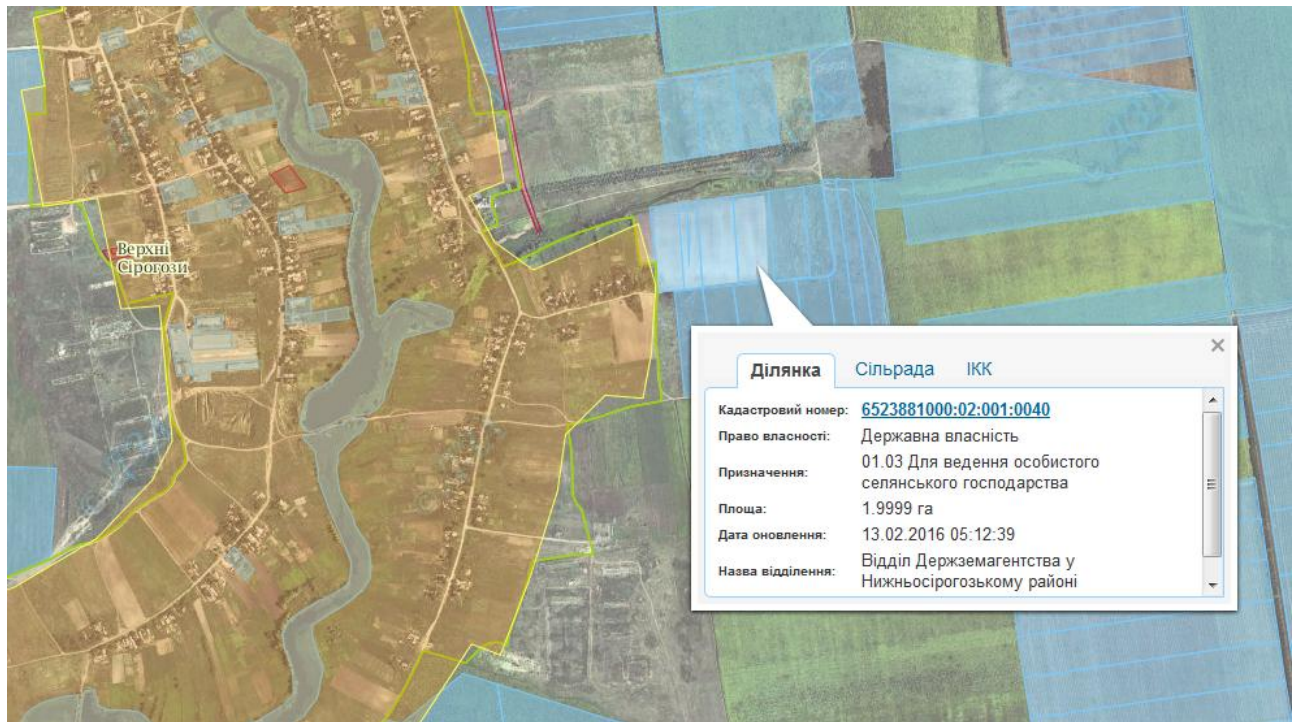 Верхні
Сірогози
Ділянка Сільрада ІКК
Кадастровий номер: 6523881000:02:001:0040
Право власності: Державна власність
Призначення: 01.03 Для ведення особистого
селянського господарства
Площа: 1.9999 га
Дата оновлення: 13.02.2016 05:12:39
Назва відділення: Відділ Держземагентства у
Нижньосірогозькому районі